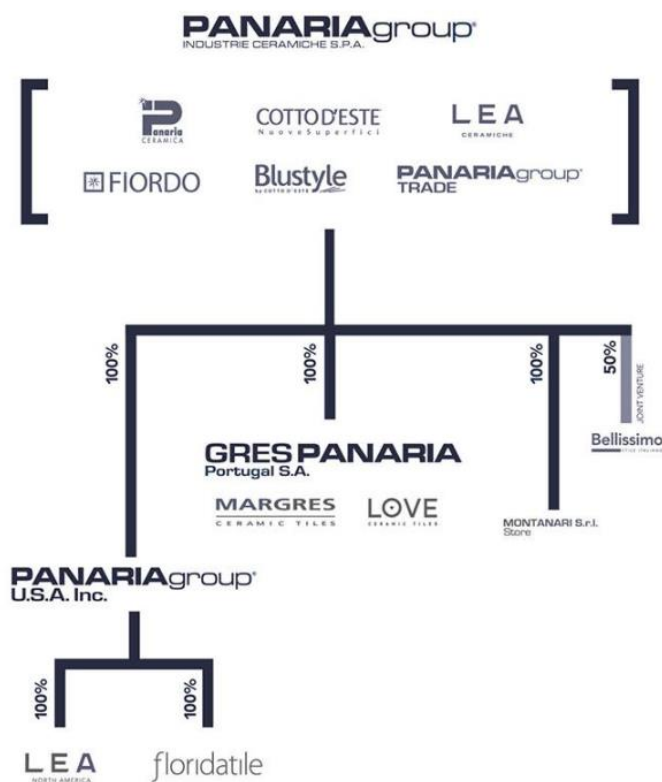 PANARIAgroup®
INDUSTRIE CERAMICHE S.P.A.
Panaria
CERAMICA
COTTO D'ESTE
NuoveSuperfici
LEA
CERAMICHE
FIORDO
Blustyle
by COTTO D'ESTE
PANARIAgroup®
TRADE
100%
100%
100%
50%
JOINT VENTURE
GRESPANARIA
Portugal S.A.
MARGRES
CERAMIC TILES
LOVE
CERAMIC TILES
MONTANARI S.r.l.
Store
Bellissimo
PANARIAgroup®
U.S.A. Inc.
100%
100%
LEA
NORTH AMERICA
floridatile